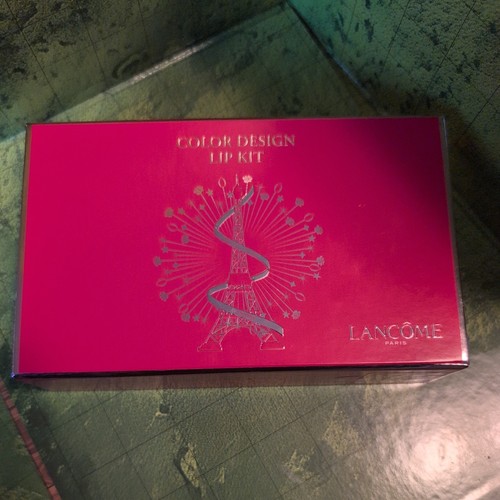 COLOR DESIGN
LIP KIT
LANCÔME
PARIS